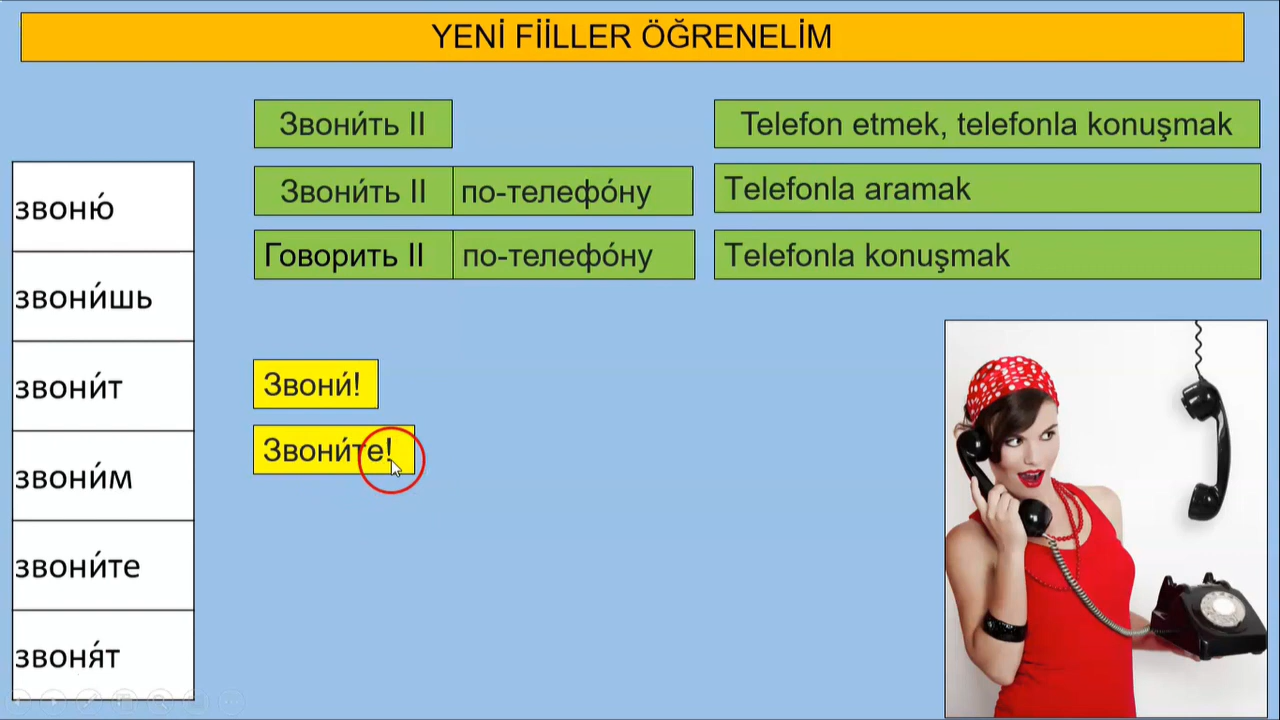 YENİ FİİLLER ÖĞRENELİM
Звони́ть II
Telefon etmek, telefonla konuşmak
Звони́ть II по-телефо́ну
Telefonla aramak
Говорить II по-телефо́ну
Telefonla konuşmak
звоню́
звони́шь
звони́т
звони́м
звони́те
звоня́т
Звони́!
Звони́те!